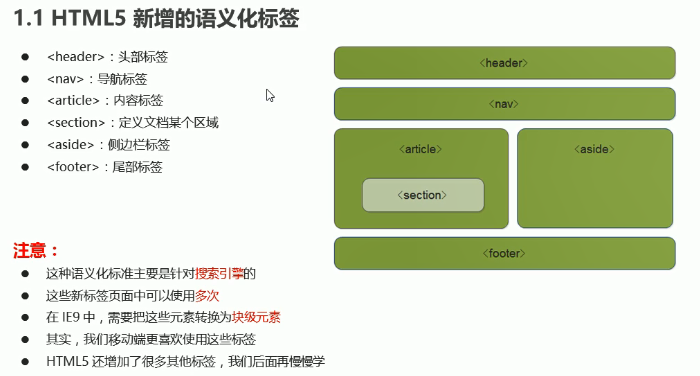 1.1 HTML5 新增的语义化标签
<header>：头部标签
<nav>：导航标签
<article>：内容标签
<section>：定义文档某个区域
<aside>：侧边栏标签
<footer>：尾部标签
<header>
<nav>
<article>
<aside>
<section>
<footer>
注意：
这种语义化标准主要是针对搜索引擎的
这些新标签页面中可以使用多次
在 IE9 中，需要把这些元素转换为块级元素
其实，我们移动端更喜欢使用这些标签
HTML5 还增加了很多其他标签，我们后面再慢慢学